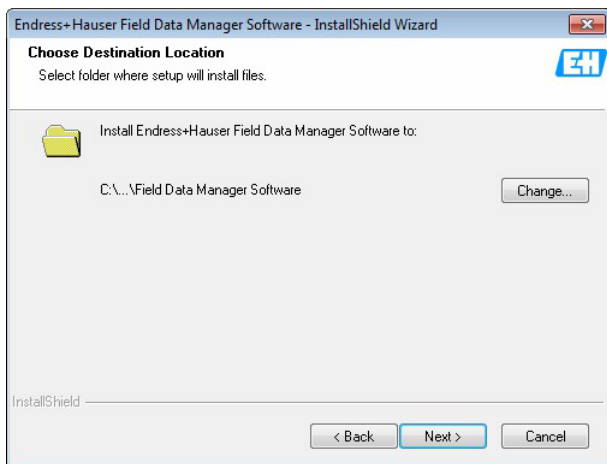 Endress+Hauser Field Data Manager Software - InstallShield Wizard
Choose Destination Location
Select folder where setup will install files.
EH
Install Endress+Hauser Field Data Manager Software to:
C:\...\Field Data Manager Software
Change...
InstallShield
< Back
Next >
Cancel